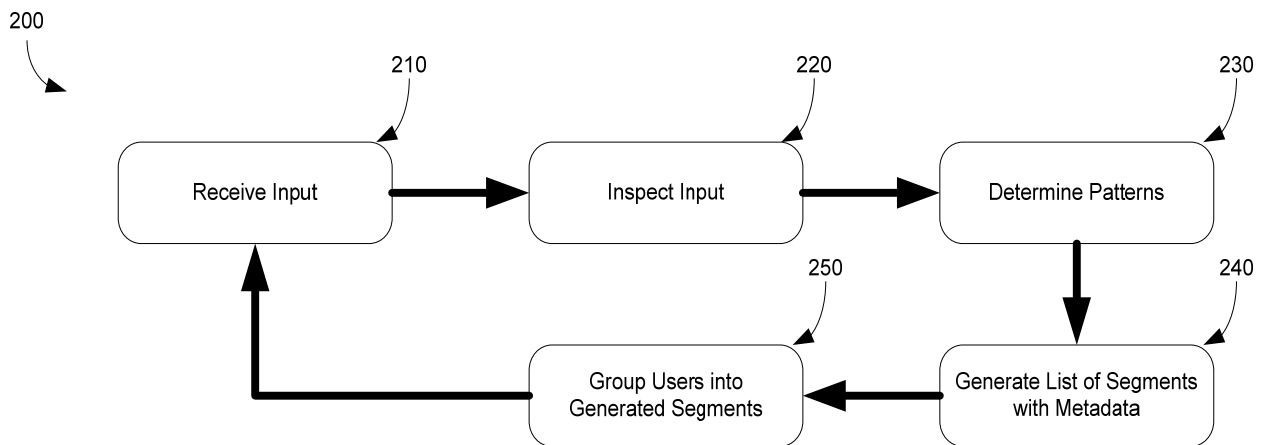 200
210
220
230
Receive Input
Inspect Input
Determine Patterns
250
240
Group Users into
Generated Segments
Generate List of Segments
with Metadata